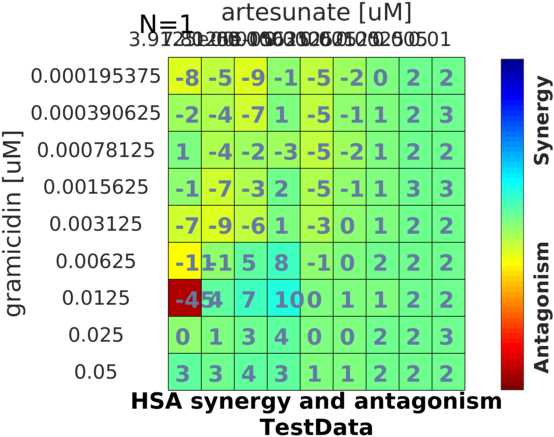 artesunate [uM]
N=1
0.000195375 -8 -5 -9 -1 -5 -2 0 2 2
0.000390625 -2 -4 -7 1 -5 -1 1 2 3
0.00078125 1 -4 -2 -3 -5 -2 1 2 2
0.0015625 -1 -7 -3 2 -5 -1 1 3 3
0.003125 -7 -9 -6 1 -3 0 1 2 2
0.00625 -11 -1 5 8 -1 0 2 2 2
0.0125 -45 4 7 10 0 1 1 2 2
0.025 0 1 3 4 0 0 2 2 3
0.05 3 3 4 3 1 1 2 2 2
gramicidin [uM]
Synergy
Antagonism
HSA synergy and antagonism
TestData